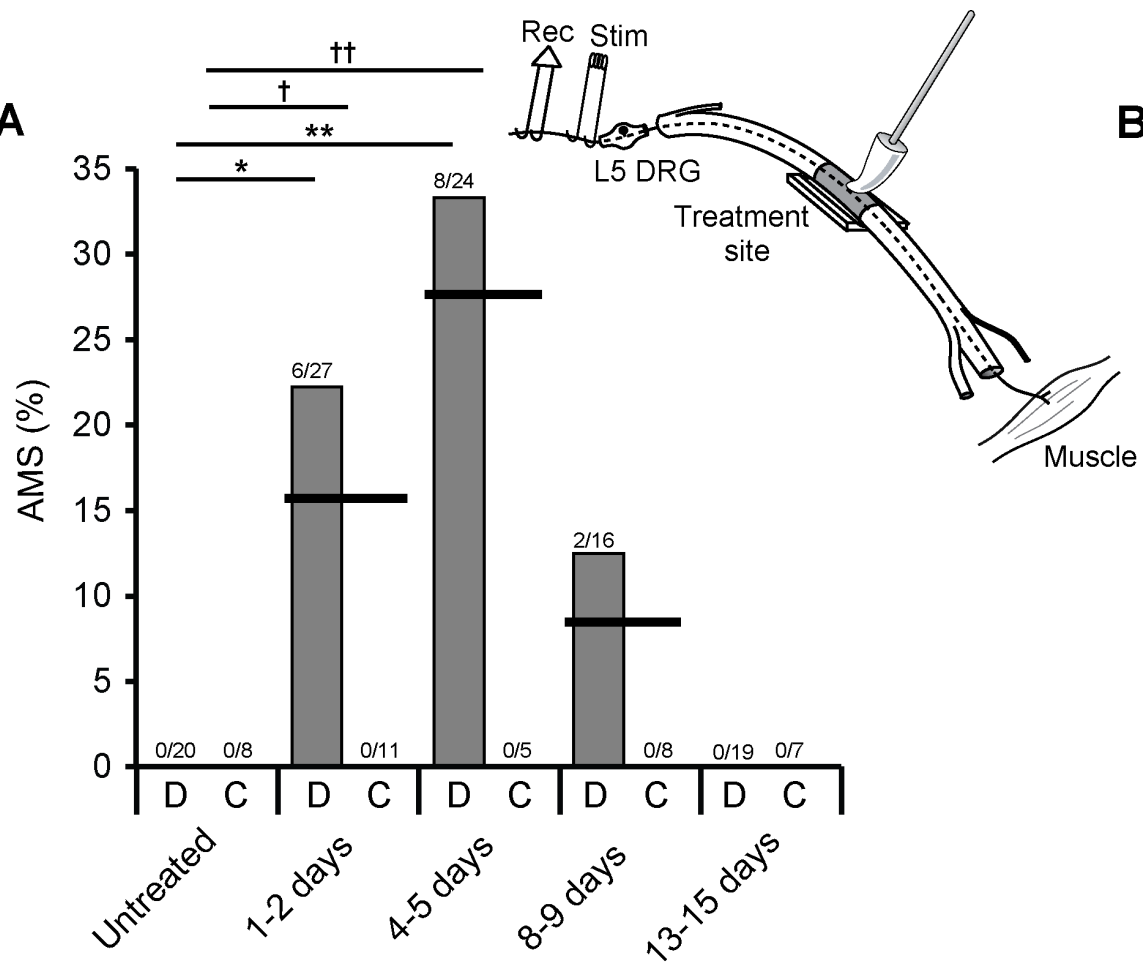 A
B
††
†
**
*
Rec
Stim
L5 DRG
Treatment
site
Muscle
AMS (%)
35
30
25
20
15
10
5
0
0/20
0/8
6/27
0/11
8/24
0/5
2/16
0/8
0/19
0/7
D C D C D C D C D C
Untreated
1-2 days
4-5 days
8-9 days
13-15 days